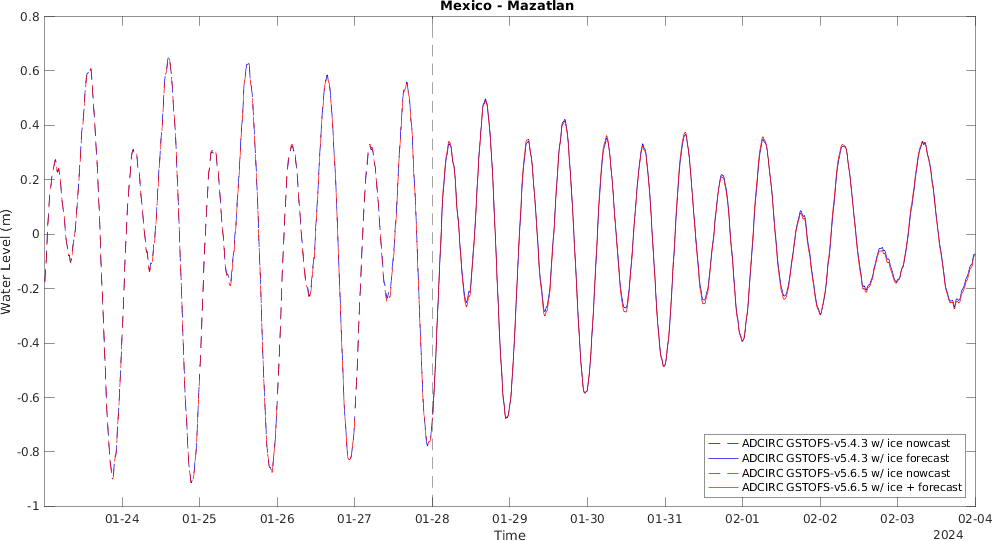 Mexico - Mazatlan
Water Level (m)
0.8
0.6
0.4
0.2
0
-0.2
-0.4
-0.6
-0.8
-1
ADCIRC GSTOFS-v5.4.3 w/ ice nowcast
ADCIRC GSTOFS-v5.4.3 w/ ice forecast
ADCIRC GSTOFS-v5.6.5 w/ ice nowcast
ADCIRC GSTOFS-v5.6.5 w/ ice + forecast
01-24 01-25 01-26 01-27 01-28 01-29 01-30 01-31 02-01 02-02 02-03 02-04
Time
2024